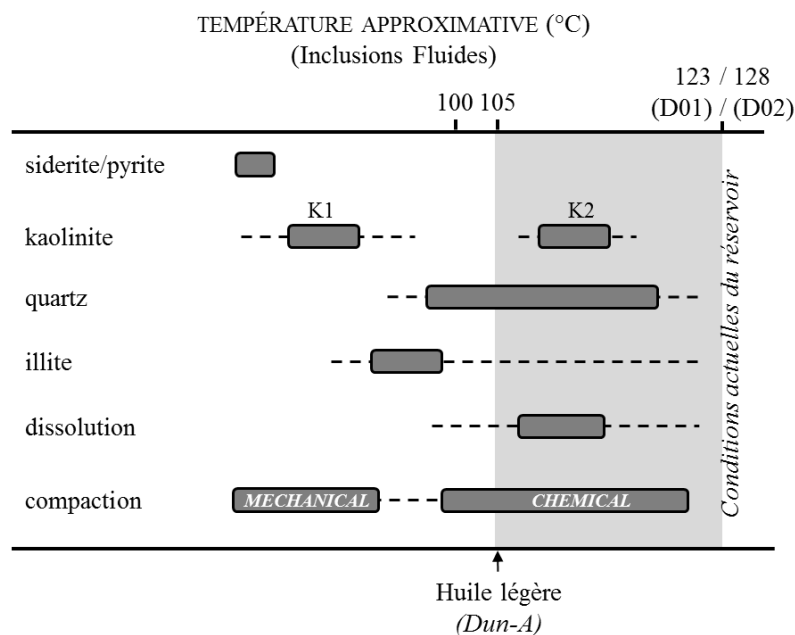 TEMPÉRATURE APPROXIMATIVE (°C)
(Inclusions Fluides)
123 / 128
100 105
(D01) / (D02)
siderite/pyrite
K1
K2
kaolinite
quartz
illite
dissolution
compaction
MECHANICAL
CHEMICAL
Conditions actuelles du réservoir
Huile légère
(Dun-A)